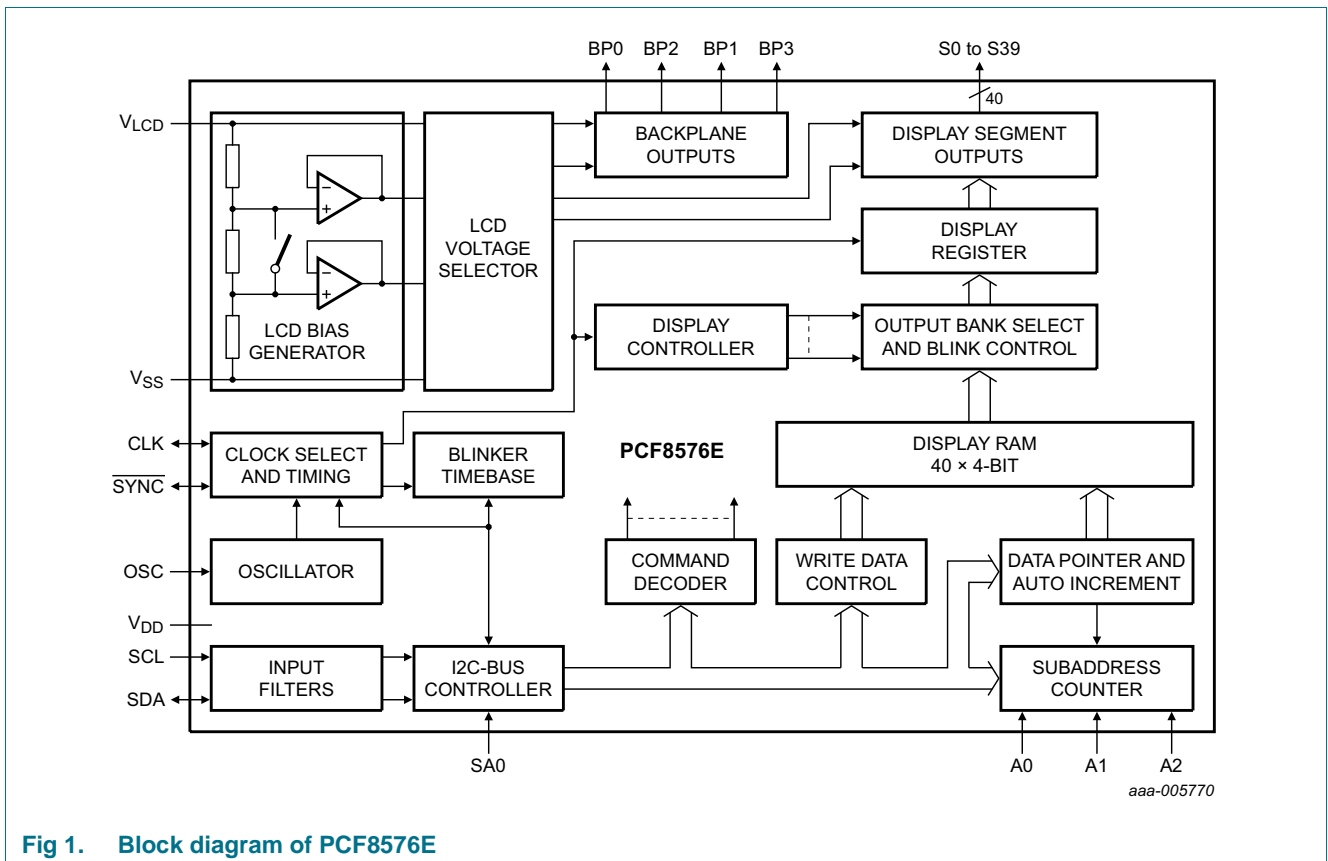 BP0 BP2 BP1 BP3 S0 to S39
40
VLCD
BACKPLANE
OUTPUTS
DISPLAY SEGMENT
OUTPUTS
−
+
LCD
VOLTAGE
SELECTOR
DISPLAY
REGISTER
−
+
LCD BIAS
GENERATOR
DISPLAY
CONTROLLER
OUTPUT BANK SELECT
AND BLINK CONTROL
VSS
CLK
SYNC
CLOCK SELECT
AND TIMING
BLINKER
TIMEBASE
PCF8576E
DISPLAY RAM
40 × 4-BIT
OSC
OSCILLATOR
COMMAND
DECODER
WRITE DATA
CONTROL
DATA POINTER AND
AUTO INCREMENT
VDD
SCL
SDA
INPUT
FILTERS
I2C-BUS
CONTROLLER
SUBADDRESS
COUNTER
SA0 A0 A1 A2
aaa-005770
Fig 1. Block diagram of PCF8576E